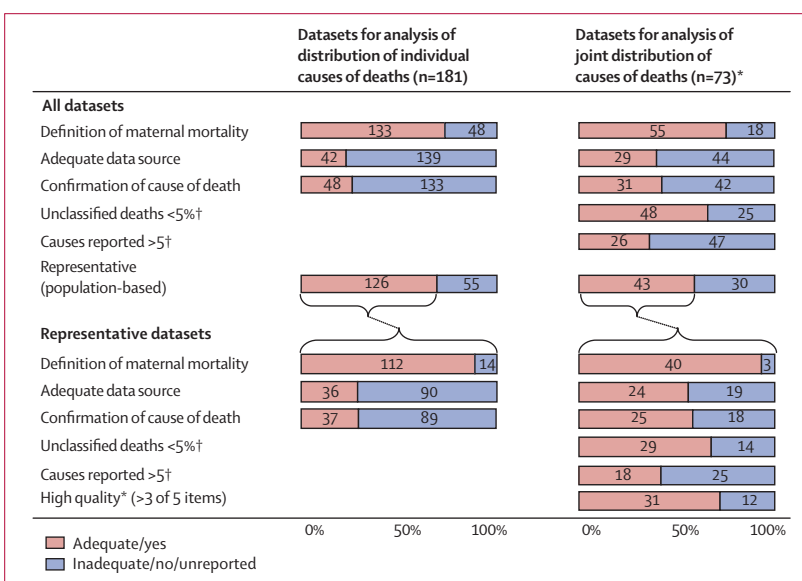 Datasets for analysis of
distribution of individual
causes of deaths (n=181)
Datasets for analysis of
joint distribution of
causes of deaths (n=73)*
All datasets
Definition of maternal mortality 133 48 55 18
Adequate data source 42 139 29 44
Confirmation of cause of death 48 133 31 42
Unclassified deaths <5%† 48 25
Causes reported >5† 26 47
Representative
(population-based) 126 55 43 30
Representative datasets
Definition of maternal mortality 112 14 40 3
Adequate data source 36 90 24 19
Confirmation of cause of death 37 89 25 18
Unclassified deaths <5%† 29 14
Causes reported >5† 18 25
High quality* (>3 of 5 items) 31 12
0% 50% 100% 0% 50% 100%
Adequate/yes
Inadequate/no/unreported